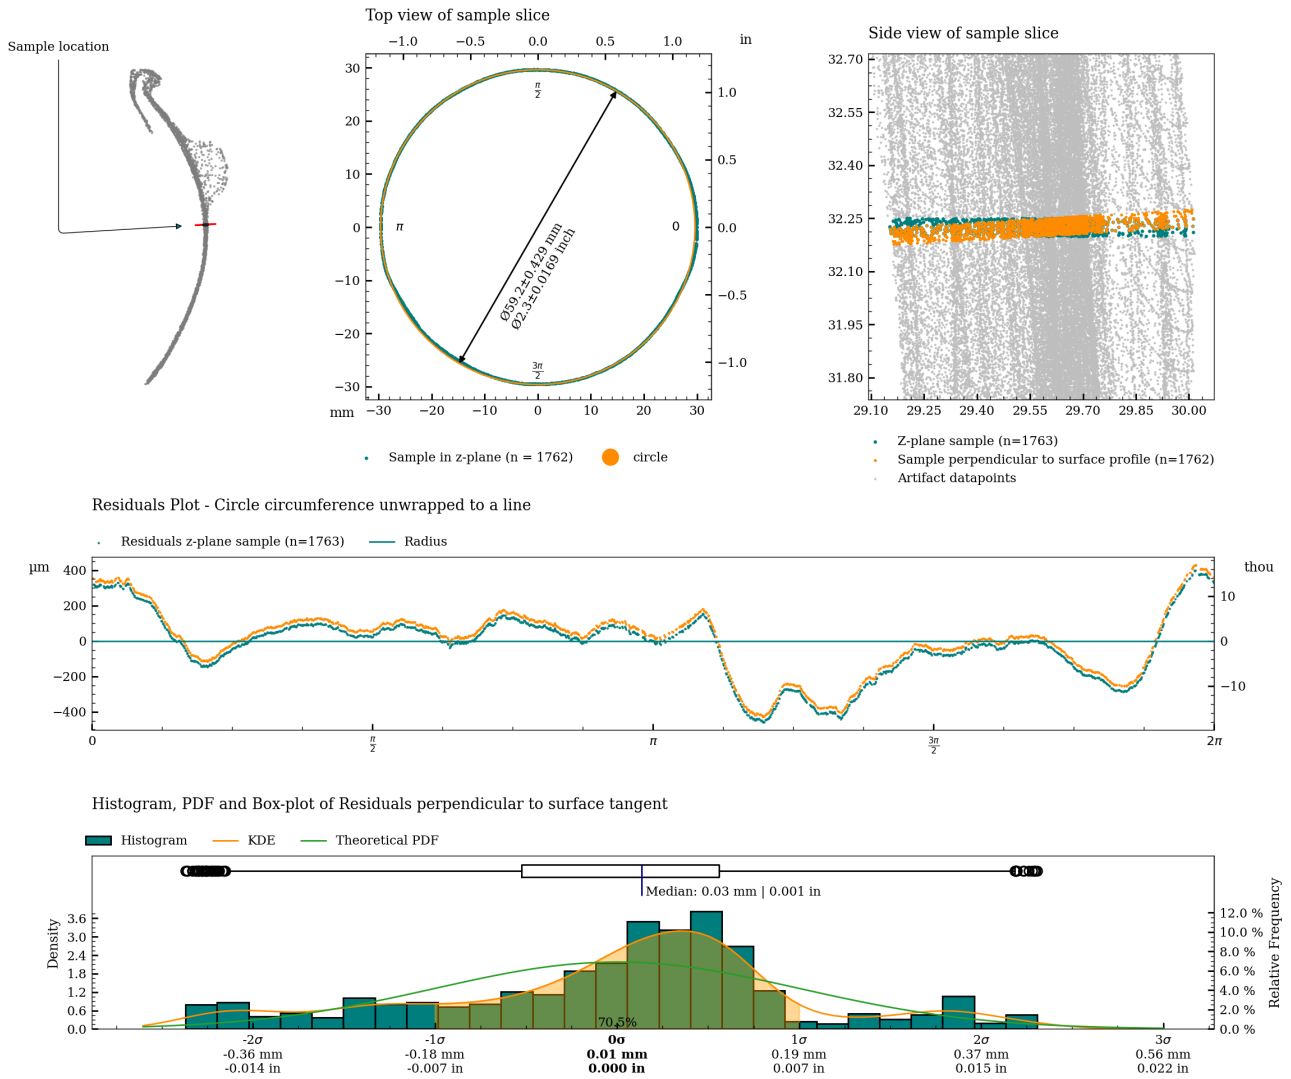 Sample location
Top view of sample slice
−1.0 −0.5 0.0 0.5 1.0 in
30 20 10 0 −10 −20 −30
1.0 0.5 0.0 −0.5 −1.0
π/2
π
0
3π/2
Ø59.2±0.429 mm
Ø2.3±0.0169 inch
mm −30 −20 −10 0 10 20 30
Sample in z-plane (n = 1762) circle
Side view of sample slice
32.70
32.55
32.40
32.25
32.10
31.95
31.80
29.10 29.25 29.40 29.55 29.70 29.85 30.00
Z-plane sample (n=1763)
Sample perpendicular to surface profile (n=1762)
Artifact datapoints
Residuals Plot - Circle circumference unwrapped to a line
Residuals z-plane sample (n=1763) Radius
µm thou
400 200 0 −200 −400
10 0 −10
0 π/2 π 3π/2 2π
Histogram, PDF and Box-plot of Residuals perpendicular to surface tangent
Histogram KDE Theoretical PDF
Median: 0.03 mm | 0.001 in
Density
3.6 3.0 2.4 1.8 1.2 0.6 0.0
Relative Frequency
12.0 % 10.0 % 8.0 % 6.0 % 4.0 % 2.0 % 0.0 %
70.5%
-2σ -1σ 0σ 1σ 2σ 3σ
-0.36 mm -0.18 mm 0.01 mm 0.19 mm 0.37 mm 0.56 mm
-0.014 in -0.007 in 0.000 in 0.007 in 0.015 in 0.022 in